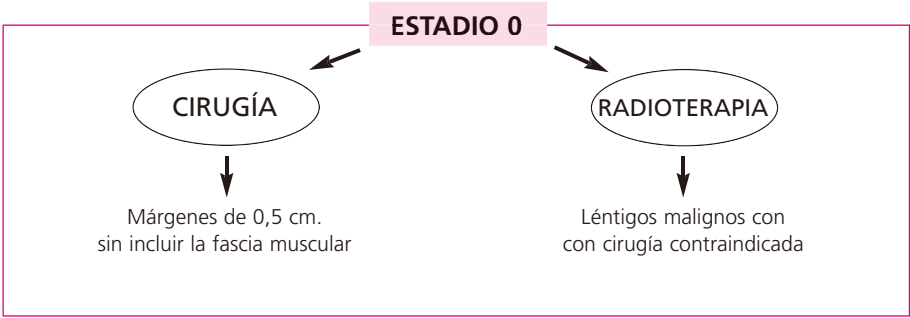 ESTADIO 0
CIRUGÍA
RADIOTERAPIA
Márgenes de 0,5 cm.
sin incluir la fascia muscular
Léntigos malignos con
con cirugía contraindicada